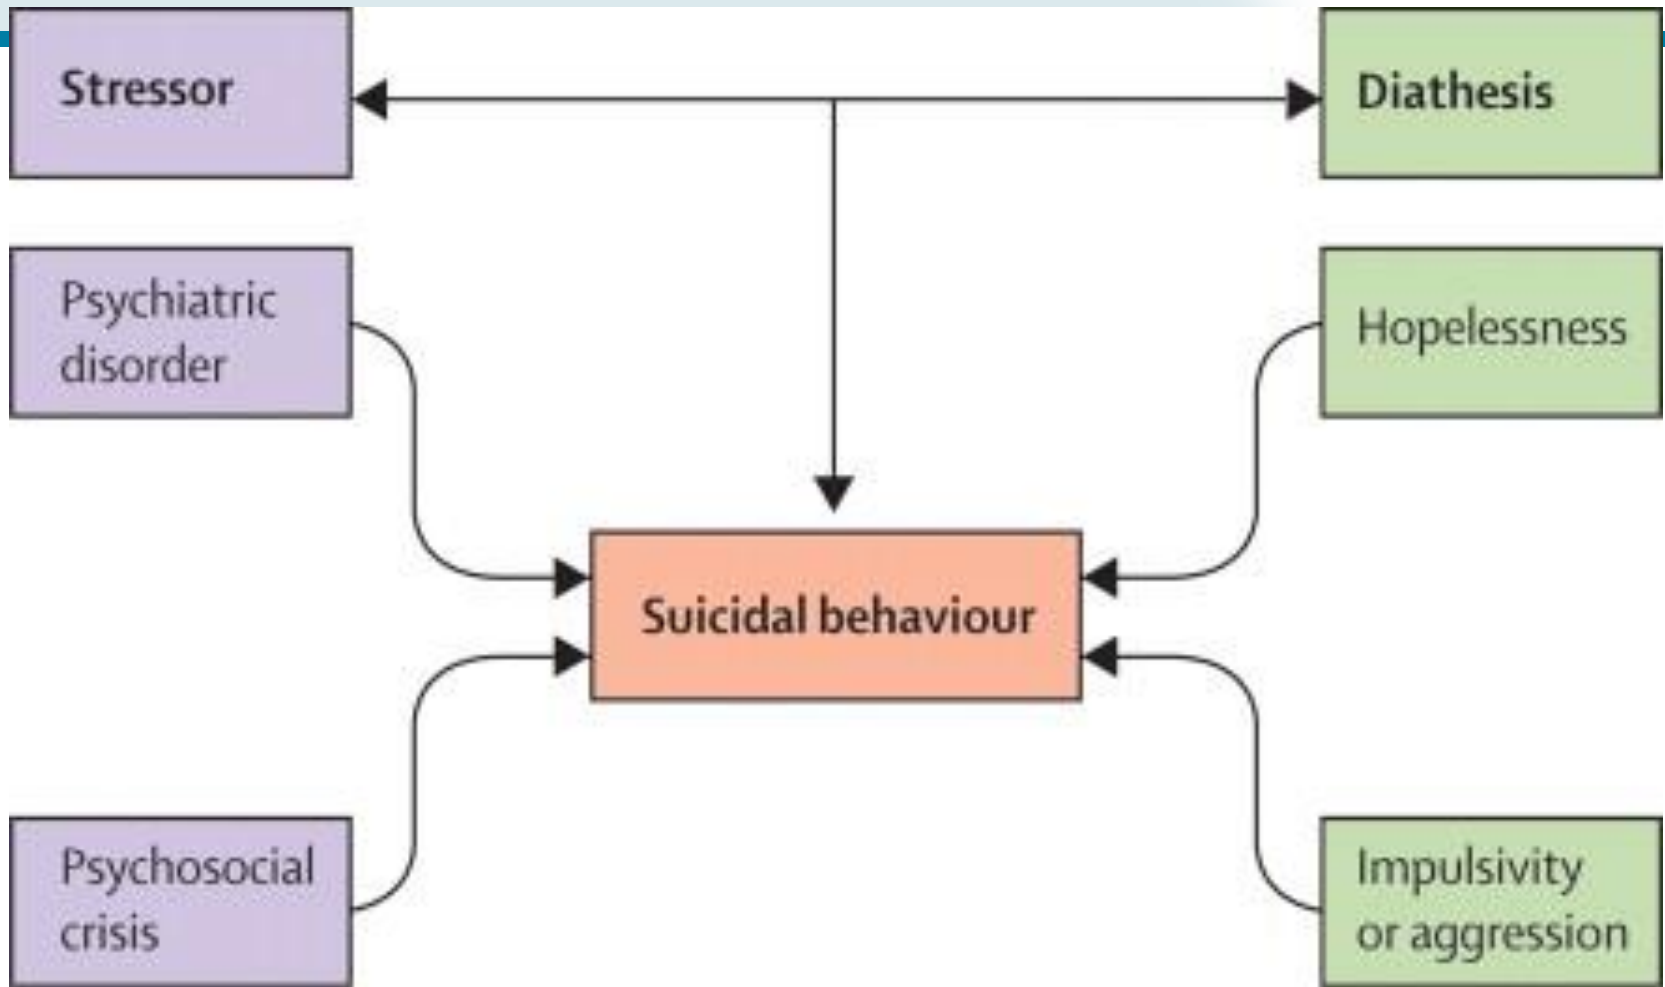 Stressor
Diathesis
Psychiatric
disorder
Hopelessness
Suicidal behaviour
Psychosocial
crisis
Impulsivity
or aggression